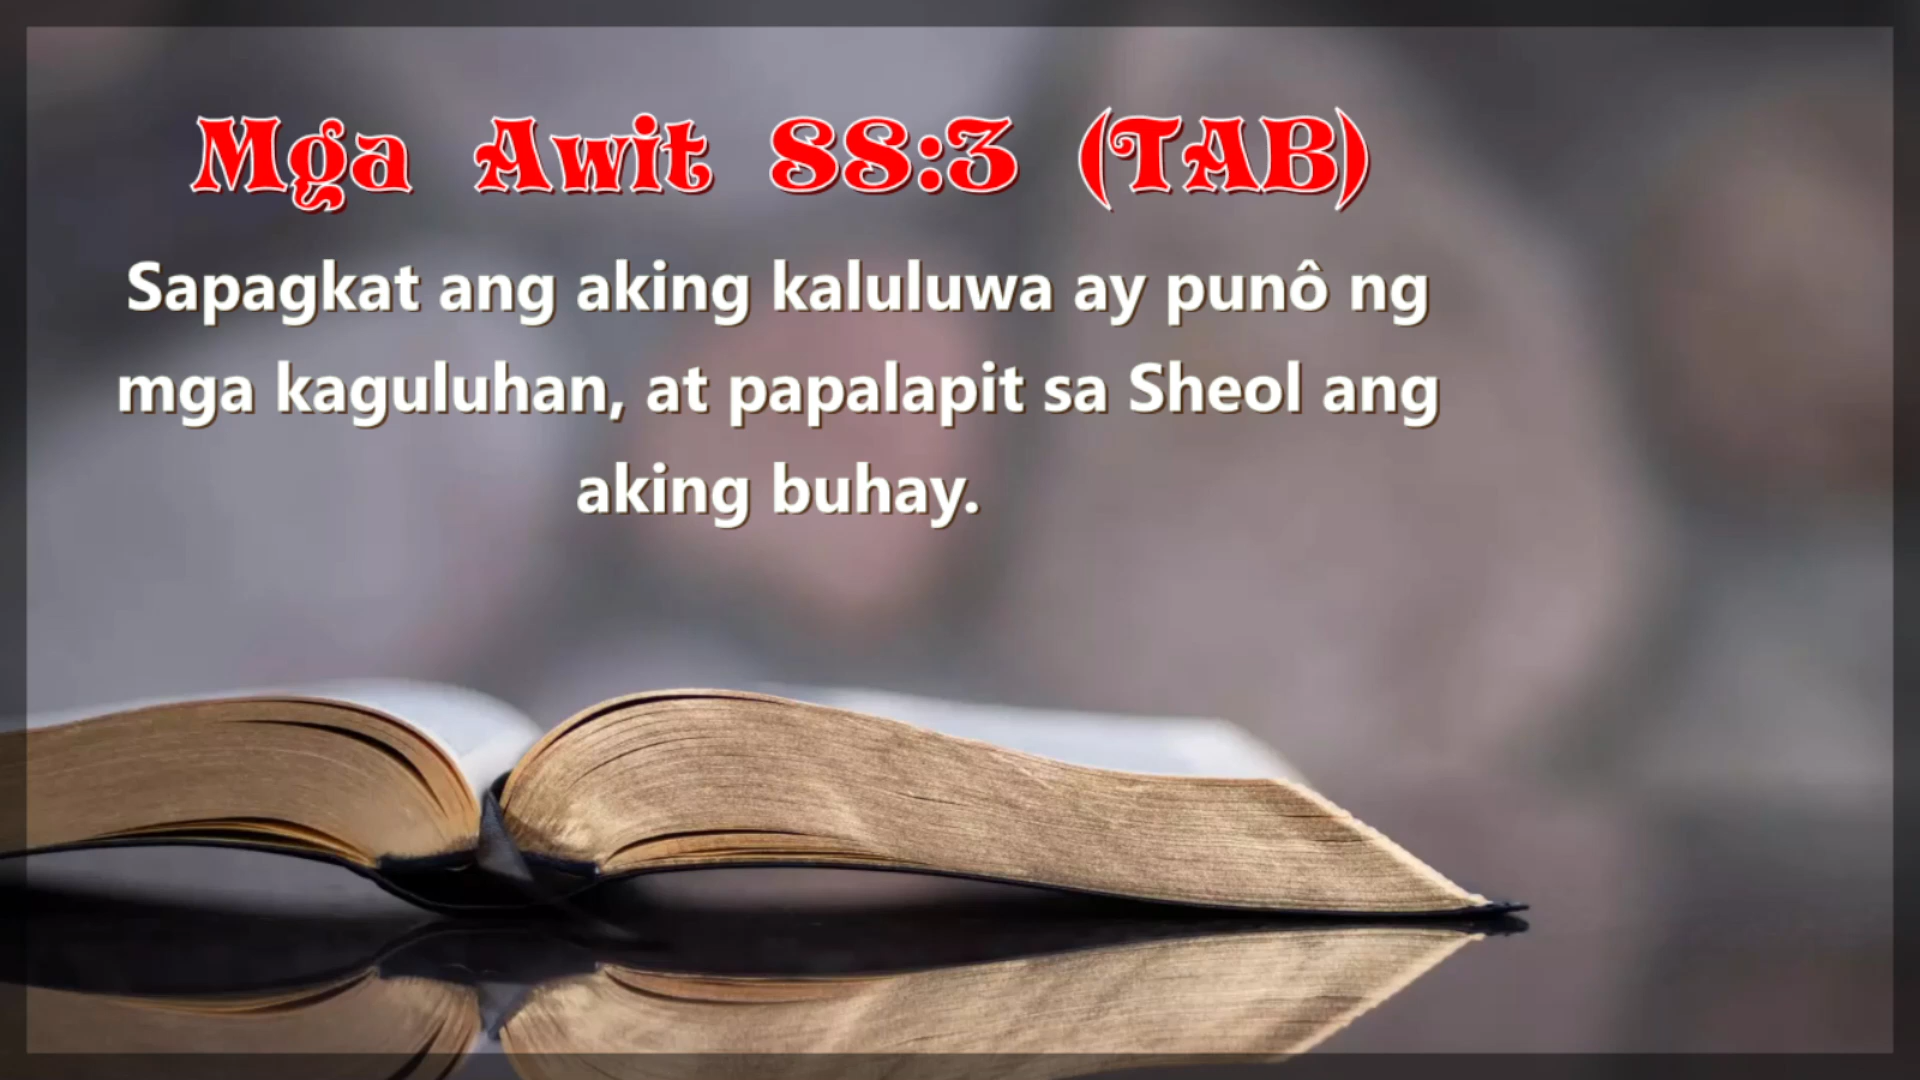 Mga Awit 88:3 (TAB)
Sapagkat ang aking kaluluwa ay punô ng
mga kaguluhan, at papalapit sa Sheol ang
aking buhay.